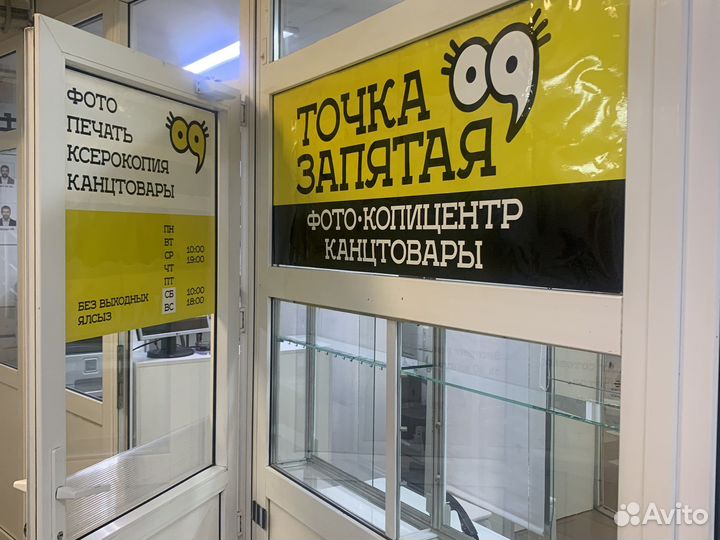 ФОТО
ПЕЧАТЬ
КСЕРОКОПИЯ
КАНЦТОВАРЫ
ПН
ВТ
СР 10:00
ЧТ 19:00
ПТ
СБ 10:00
ВС 18:00
БЕЗ ВЫХОДНЫХ
ЯЛСЫЗ
ТОЧКА
ЗАПЯТАЯ
ФОТО·КОПИЦЕНТР
КАНЦТОВАРЫ
Avito